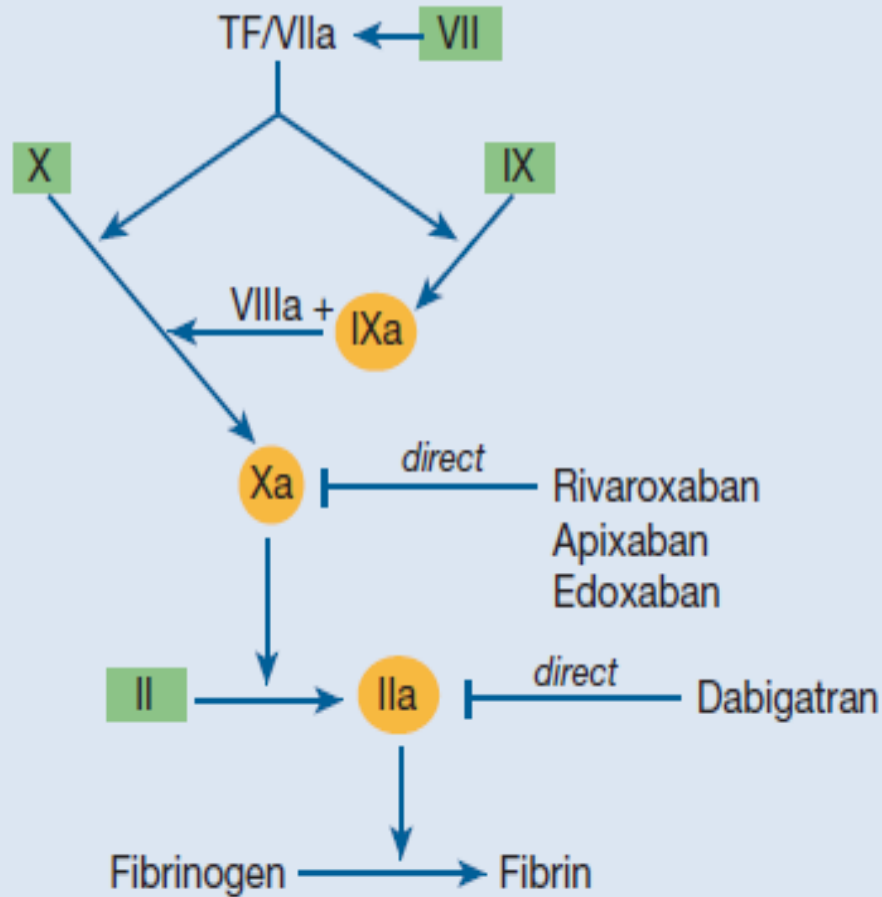 TF/VIIa
VII
X
IX
VIIIa +
IXa
Xa
direct
Rivaroxaban
Apixaban
Edoxaban
II
IIa
direct
Dabigatran
Fibrinogen
Fibrin